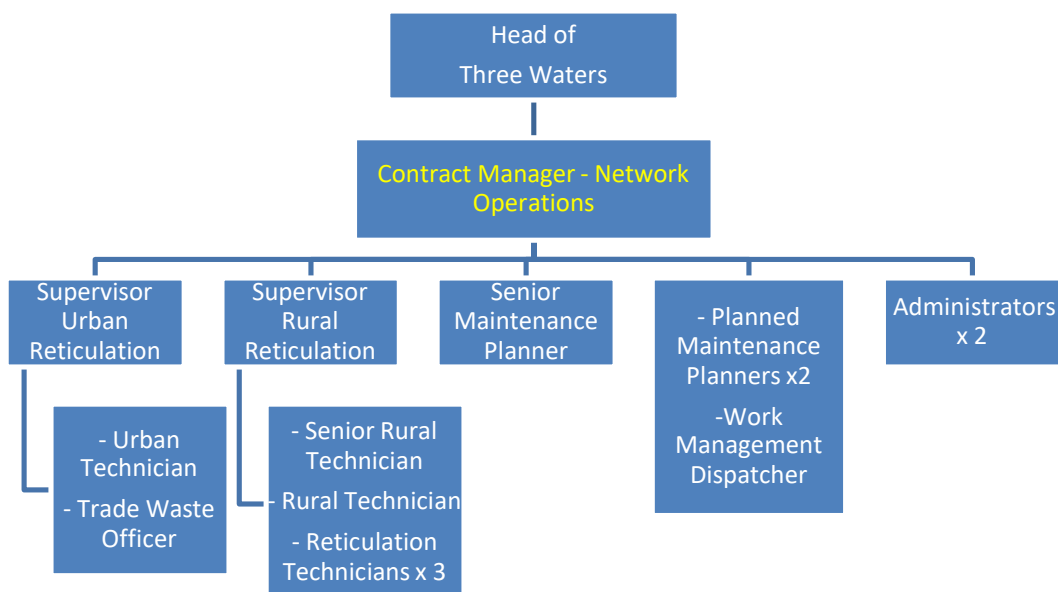 Head of
Three Waters
Contract Manager - Network
Operations
Supervisor
Urban
Reticulation
Supervisor
Rural
Reticulation
Senior
Maintenance
Planner
- Planned
Maintenance
Planners x2
-Work
Management
Dispatcher
Administrators
x 2
- Urban
Technician
- Trade Waste
Officer
- Senior Rural
Technician
- Rural Technician
- Reticulation
Technicians x 3